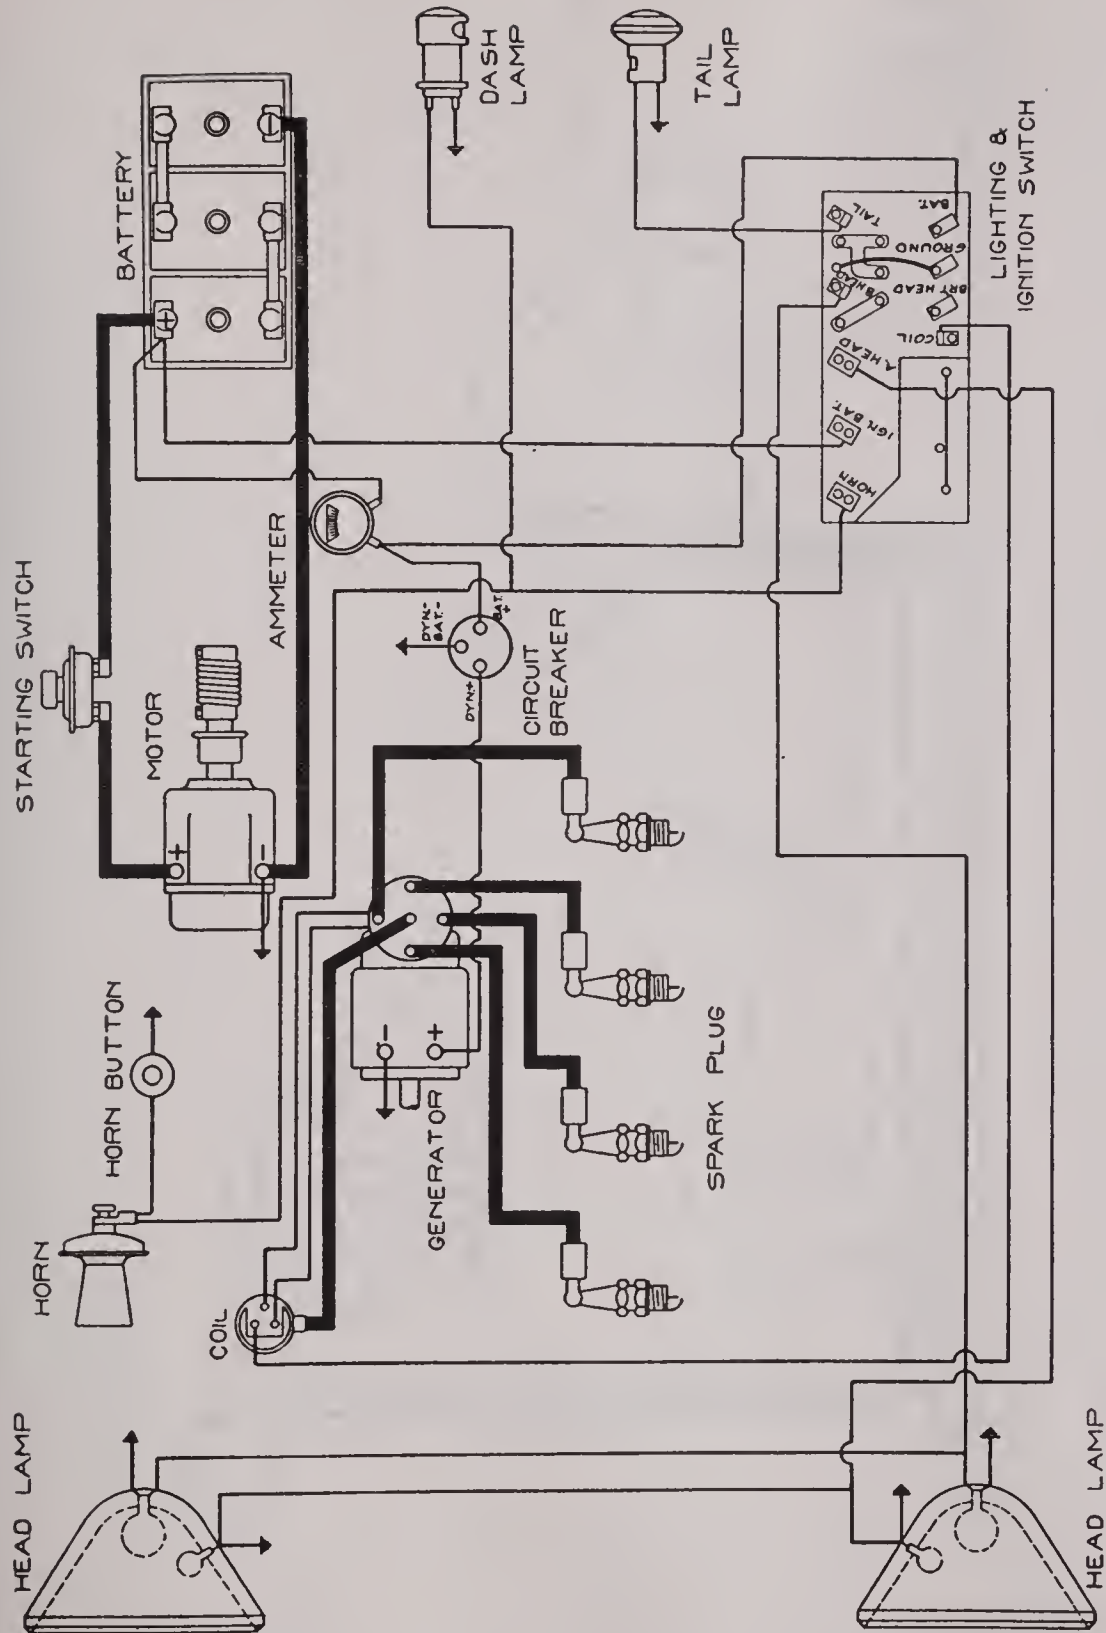 STARTING SWITCH
MOTOR
+
-
BATTERY
+
-
AMMETER
DASH
LAMP
TAIL
LAMP
LIGHTING &
IGNITION SWITCH
TAIL
BAT.
GROUND
BRT HEAD
COIL
IGN. BAT.
HORN
DYN.-
BAT.-
BAT.
+
DYN.+
CIRCUIT
BREAKER
HORN BUTTON
HORN
COIL
GENERATOR
-
+
SPARK PLUG
HEAD LAMP
HEAD LAMP